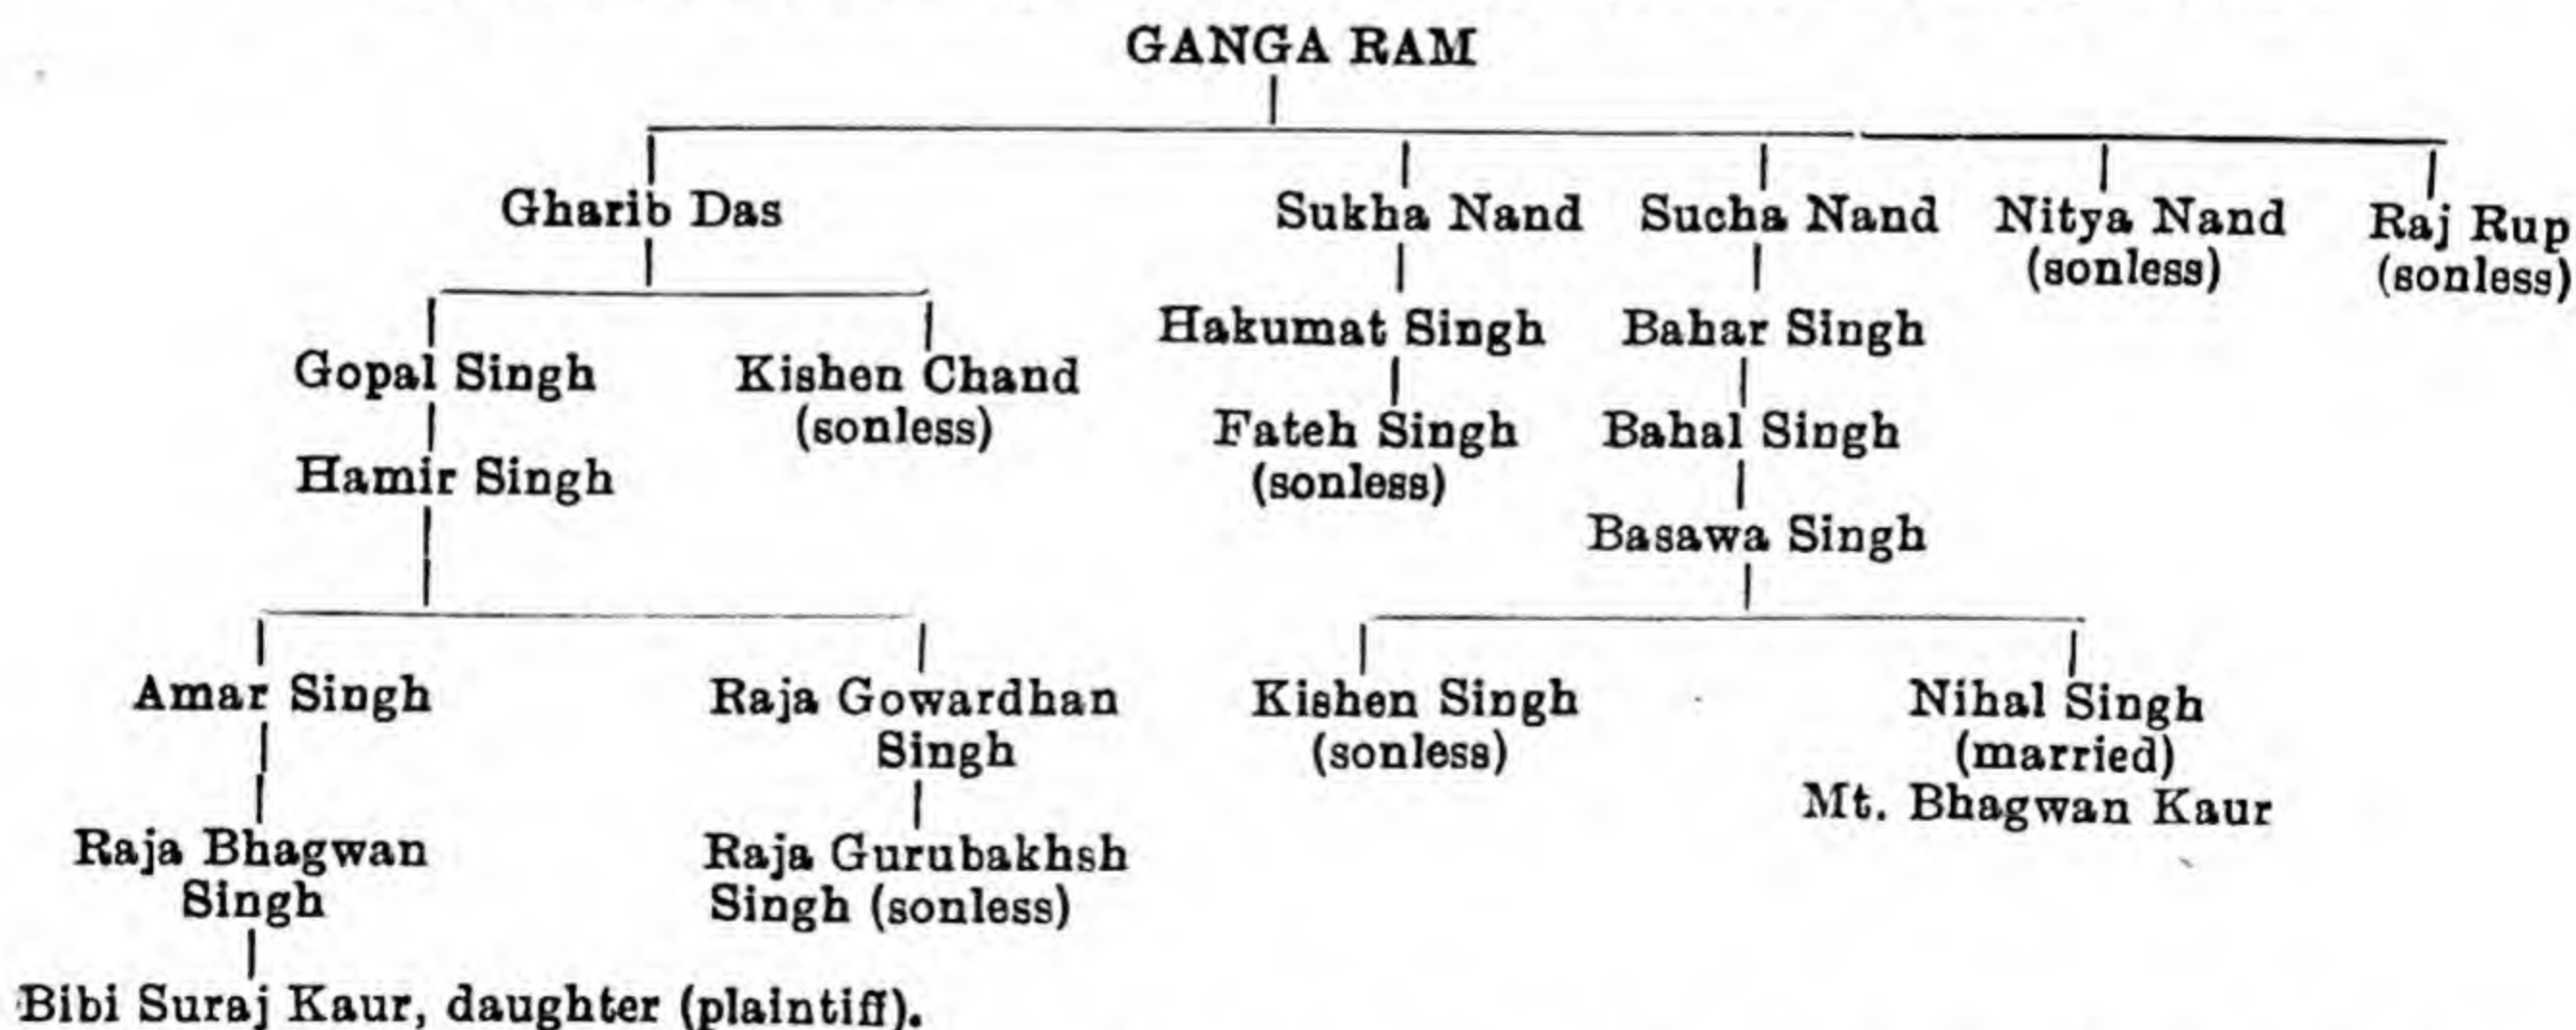 GANGA RAM
Gharib Das
Sukha Nand
Sucha Nand
Nitya Nand
(sonless)
Raj Rup
(sonless)
Gopal Singh
Kishen Chand
(sonless)
Hakumat Singh
Bahar Singh
Hamir Singh
Fateh Singh
(sonless)
Bahal Singh
Basawa Singh
Amar Singh
Raja Gowardhan
Singh
Kishen Singh
(sonless)
Nihal Singh
(married)
Mt. Bhagwan Kaur
Raja Bhagwan
Singh
Raja Gurubakhsh
Singh (sonless)
Bibi Suraj Kaur, daughter (plaintiff).